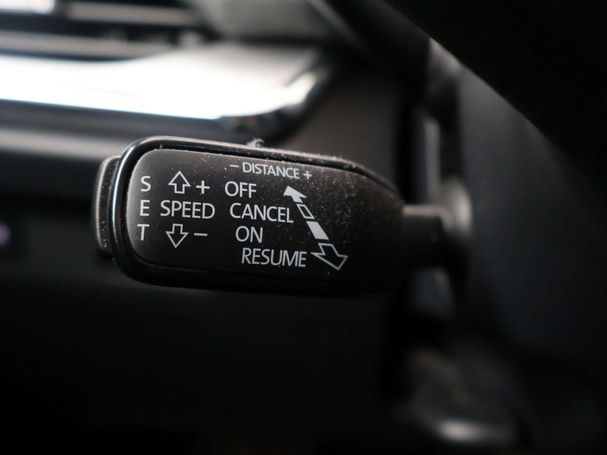 - DISTANCE +
S + OFF
E SPEED CANCEL
T - ON
RESUME